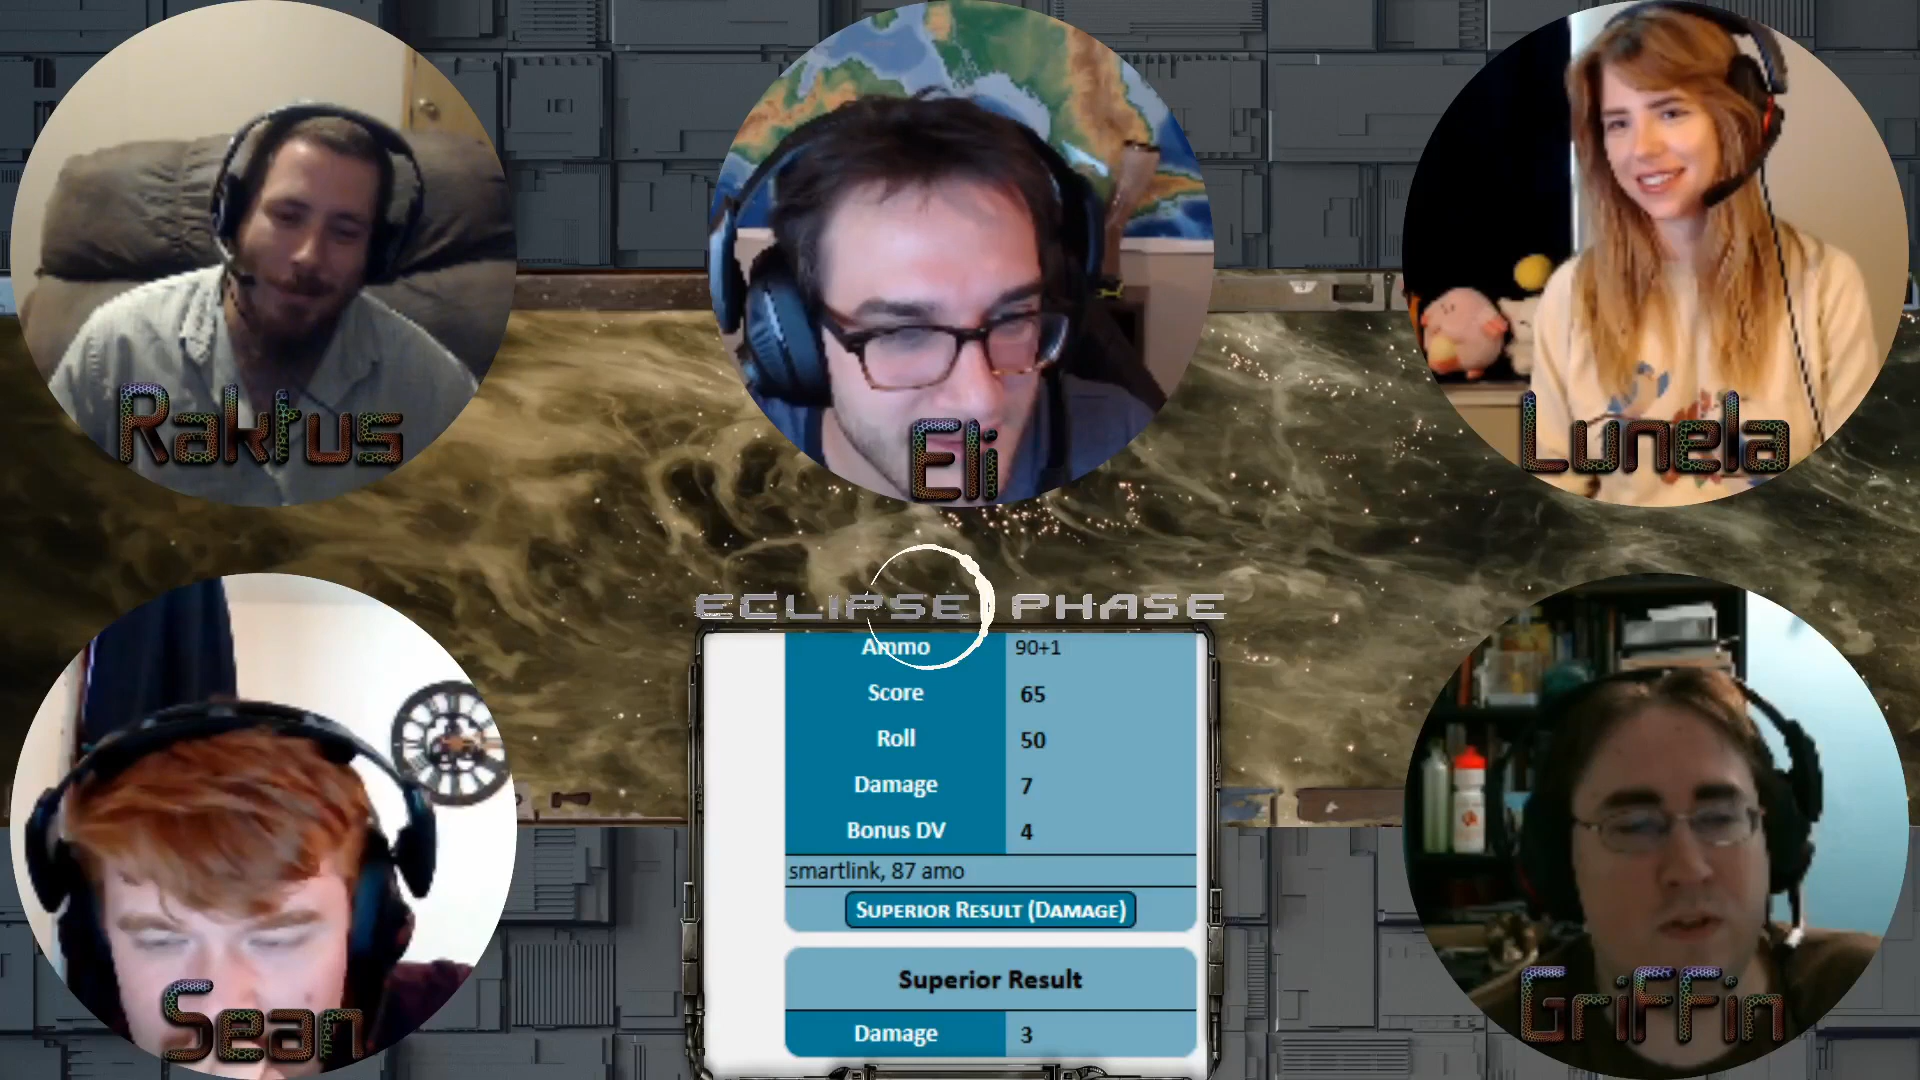 Raktus
Eli
Lunela
ECLIPSE PHASE
Ammo 90+1
Score 65
Roll 50
Damage 7
Bonus DV 4
smartlink, 87 amo
SUPERIOR RESULT (DAMAGE)
Superior Result
Damage 3
Sean
Griffin